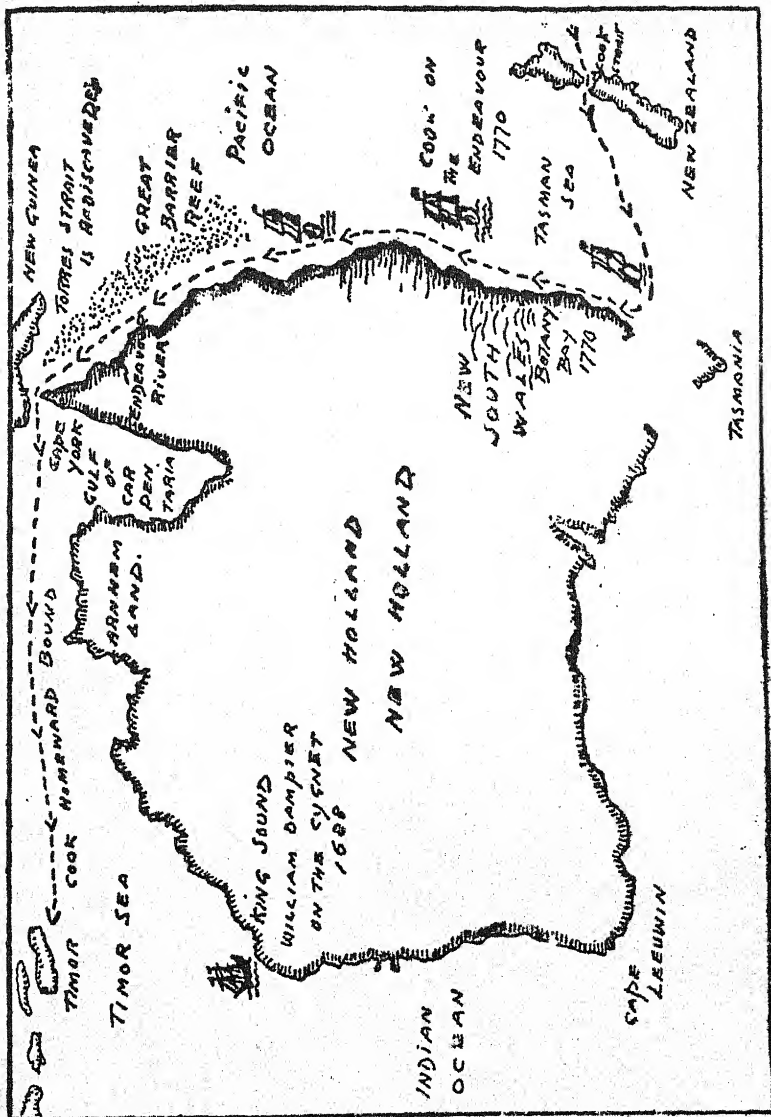 NEW GUINEA
TORRES STRAIT
IS REDISCOVERED
GREAT
BARRIER
REEF
PACIFIC
OCEAN
COOK ON
THE
ENDEAVOUR
1770
TASMAN
SEA
COOK
STRAIT
NEW ZEALAND
TIMOR
COOK HOMEWARD BOUND
TIMOR SEA
CAPE
YORK
GULF
OF
CAR
PEN
TARIA
ENDEAVOUR
RIVER
ARNHEM
LAND.
NEW
SOUTH
WALES
BOTANY
BAY
1770
KING SOUND
WILLIAM DAMPIER
ON THE CYGNET
1688
NEW HOLLAND
NEW HOLLAND
INDIAN
OCEAN
CAPE
LEEUWIN
TASMANIA